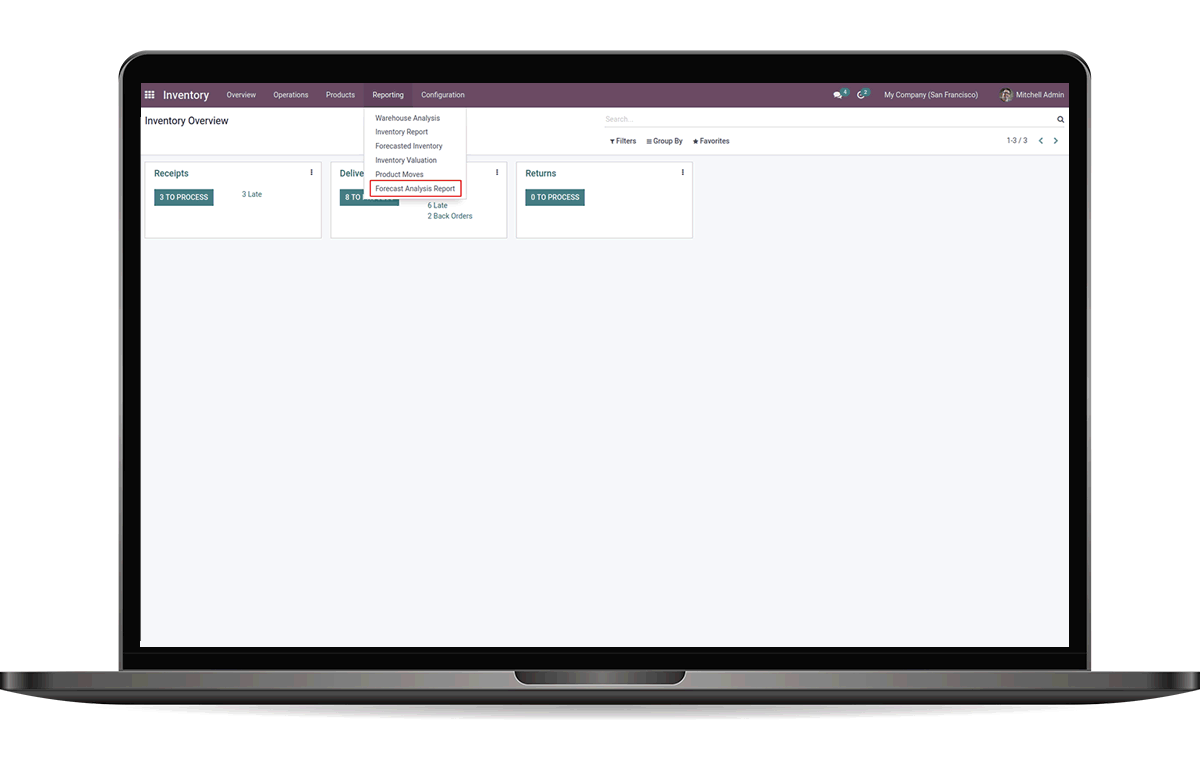 Inventory Overview Operations Products Reporting Configuration 4 2 My Company (San Francisco) Mitchell Admin
Inventory Overview
Search...
Filters Group By Favorites 1-3 / 3
Warehouse Analysis
Inventory Report
Forecasted Inventory
Inventory Valuation
Product Moves
Forecast Analysis Report
Receipts
3 TO PROCESS 3 Late
Delive
8 TO
6 Late
2 Back Orders
Returns
0 TO PROCESS